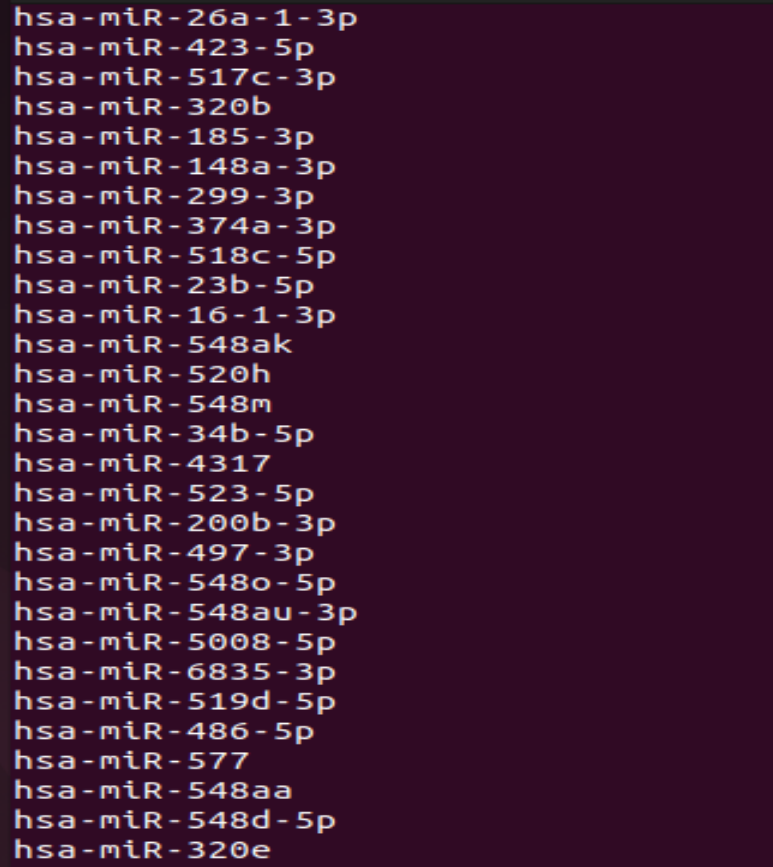 hsa-miR-26a-1-3p
hsa-miR-423-5p
hsa-miR-517c-3p
hsa-miR-320b
hsa-miR-185-3p
hsa-miR-148a-3p
hsa-miR-299-3p
hsa-miR-374a-3p
hsa-miR-518c-5p
hsa-miR-23b-5p
hsa-miR-16-1-3p
hsa-miR-548ak
hsa-miR-520h
hsa-miR-548m
hsa-miR-34b-5p
hsa-miR-4317
hsa-miR-523-5p
hsa-miR-200b-3p
hsa-miR-497-3p
hsa-miR-548o-5p
hsa-miR-548au-3p
hsa-miR-5008-5p
hsa-miR-6835-3p
hsa-miR-519d-5p
hsa-miR-486-5p
hsa-miR-577
hsa-miR-548aa
hsa-miR-548d-5p
hsa-miR-320e